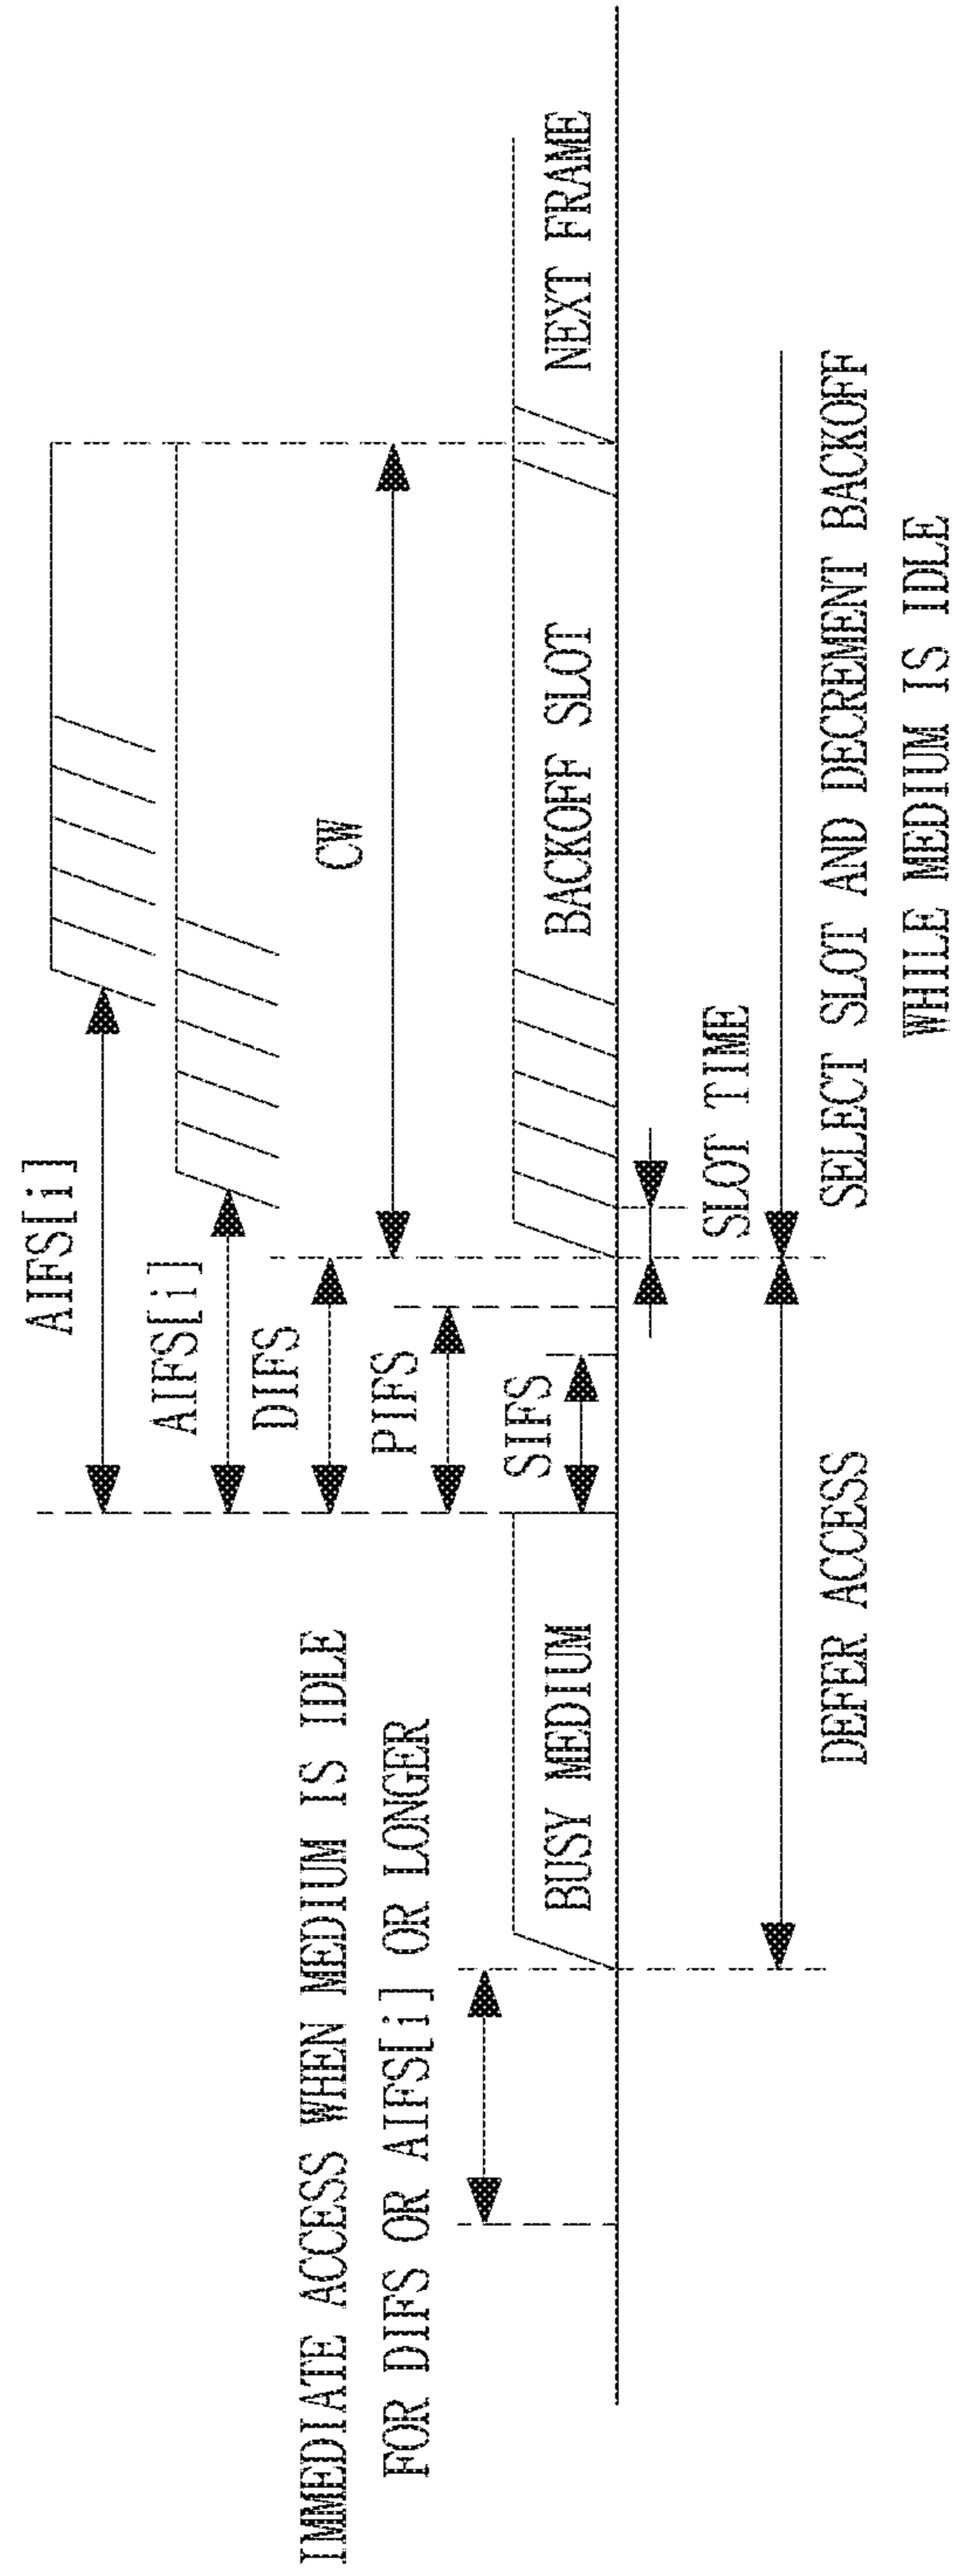 IMMEDIATE ACCESS WHEN MEDIUM IS IDLE
FOR DIFS OR AIFS[i] OR LONGER
AIFS[i]
AIFS[i]
DIFS
PIFS
SIFS
CW
BUSY MEDIUM
BACKOFF SLOT
NEXT FRAME
SLOT TIME
DEFER ACCESS
SELECT SLOT AND DECREMENT BACKOFF
WHILE MEDIUM IS IDLE